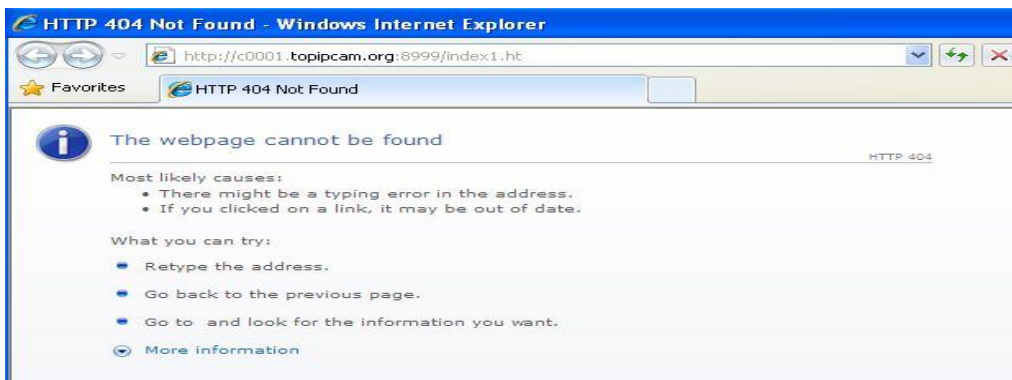 HTTP 404 Not Found - Windows Internet Explorer
http://c0001.topipcam.org:8999/index1.ht
Favorites HTTP 404 Not Found
The webpage cannot be found
HTTP 404
Most likely causes:
• There might be a typing error in the address.
• If you clicked on a link, it may be out of date.
What you can try:
Retype the address.
Go back to the previous page.
Go to and look for the information you want.
More information